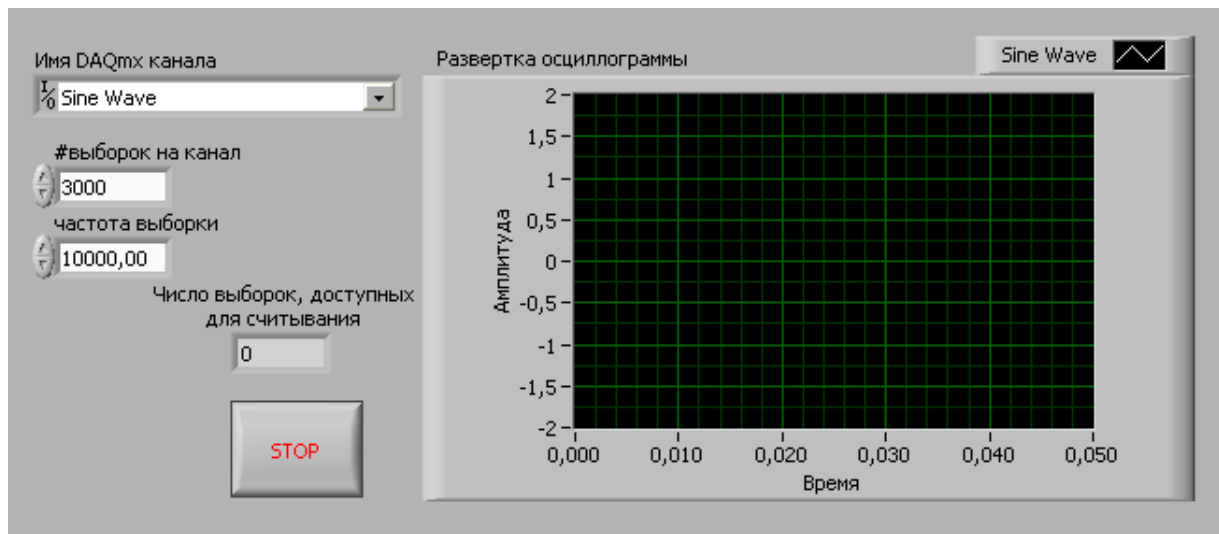 Имя DAQmx канала
I/O Sine Wave
#выборок на канал
3000
частота выборки
10000,00
Число выборок, доступных
для считывания
0
STOP
Развертка осциллограммы
Sine Wave
Амплитуда
2
1,5
1
0,5
0
-0,5
-1
-1,5
-2
0,000 0,010 0,020 0,030 0,040 0,050
Время